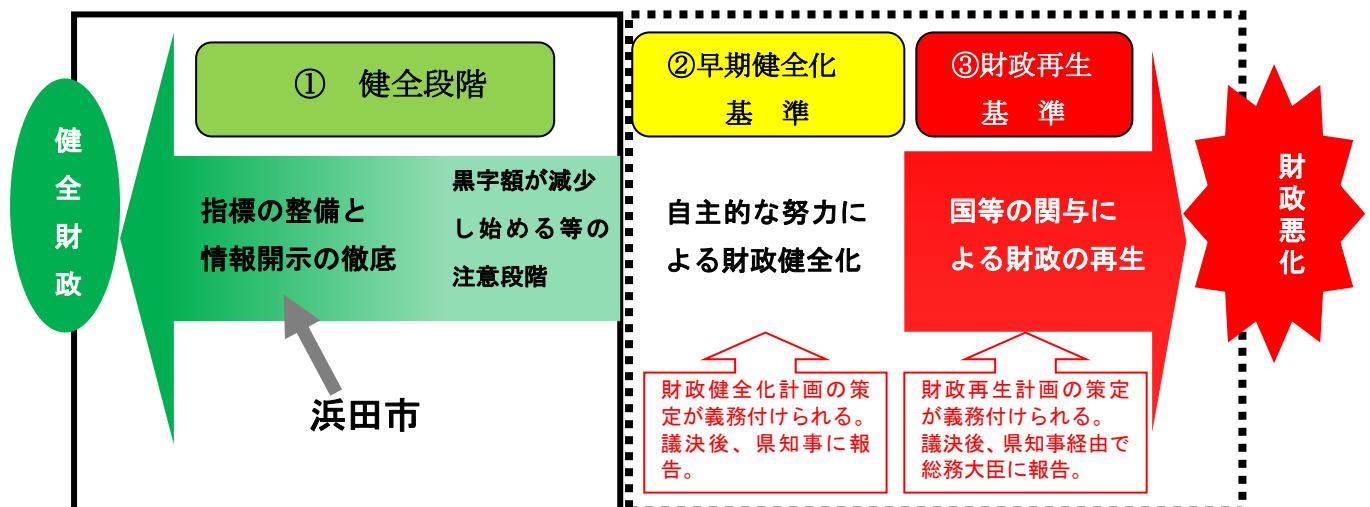 健全財政
① 健全段階
指標の整備と
情報開示の徹底
黒字額が減少
し始める等の
注意段階
浜田市
②早期健全化
基 準
自主的な努力に
よる財政健全化
財政健全化計画の策
定が義務付けられる。
議決後、県知事に報
告。
③財政再生
基 準
国等の関与に
よる財政の再生
財政再生計画の策定
が義務付けられる。
議決後、県知事経由で
総務大臣に報告。
財政悪化